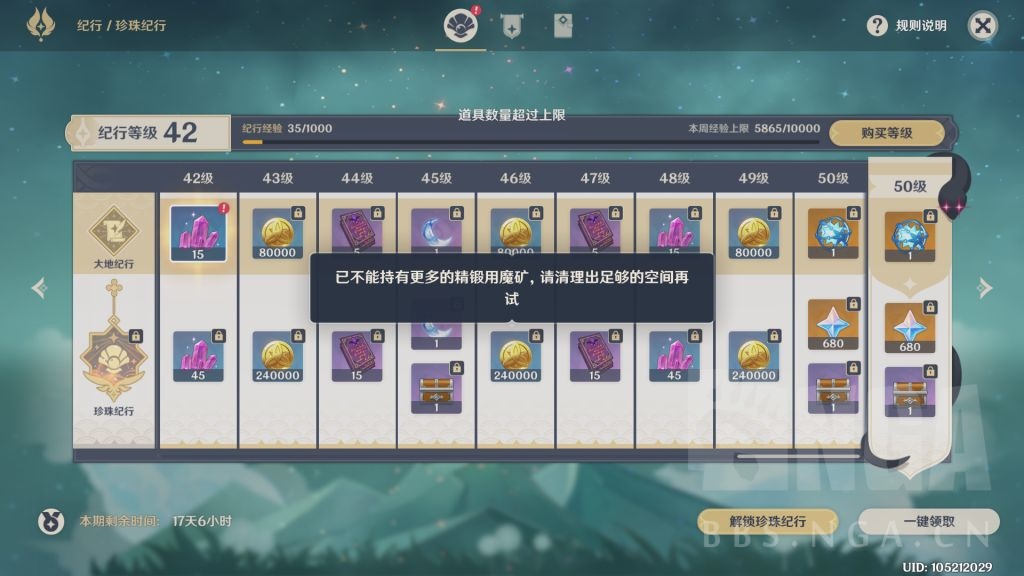 纪行 / 珍珠纪行
规则说明
道具数量超过上限
纪行等级 42
纪行经验 35/1000
本周经验上限 5865/10000
购买等级
42级 43级 44级 45级 46级 47级 48级 49级 50级
50级
大地纪行
15 80000 5 80000 5 15 80000 1 1
已不能持有更多的精锻用魔矿，请清理出足够的空间再
试
珍珠纪行
45 240000 15 1 240000 15 45 240000 680 680
1 1 1
本期剩余时间： 17天6小时
解锁珍珠纪行
一键领取
NGA
BBS.NGA.CN
UID: 105212029